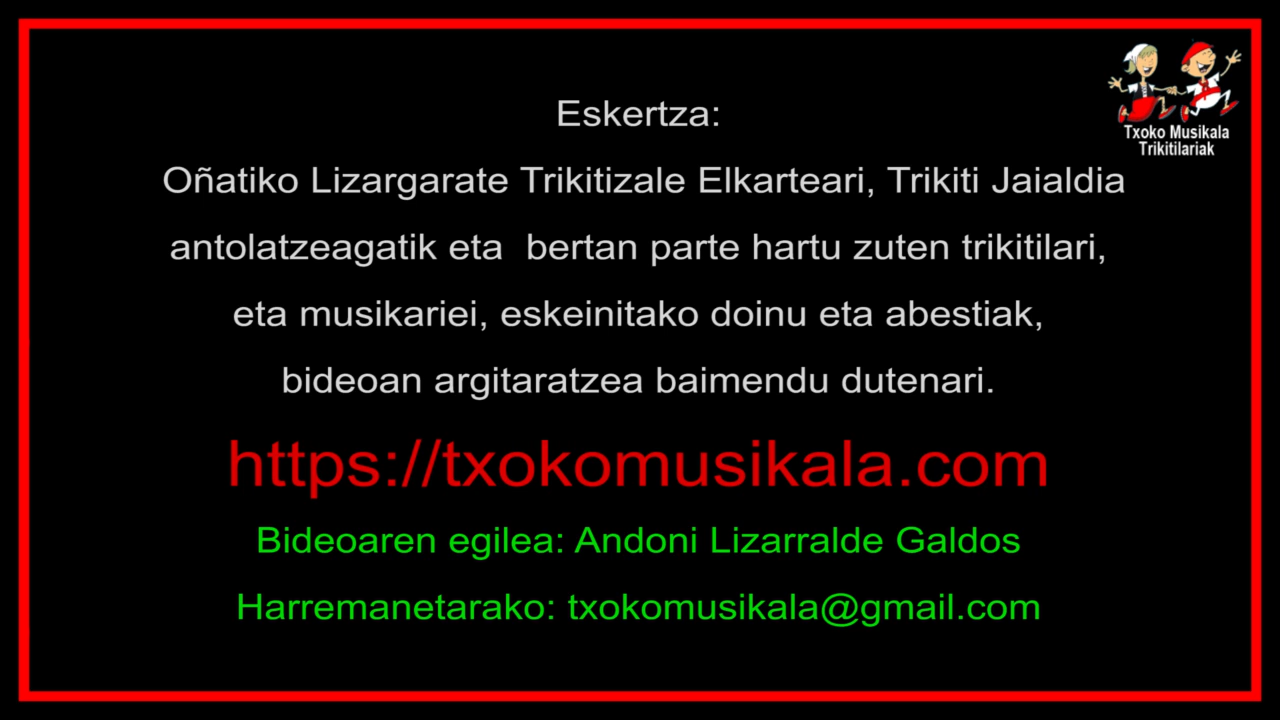 Txoko Musikala
Trikitilariak
Eskertza:
Oñatiko Lizargarate Trikitizale Elkarteari, Trikiti Jaialdia
antolatzeagatik eta bertan parte hartu zuten trikitilari,
eta musikariei, eskeinitako doinu eta abestiak,
bideoan argitaratzea baimendu dutenari.
https://txokomusikala.com
Bideoaren egilea: Andoni Lizarralde Galdos
Harremanetarako: txokomusikala@gmail.com